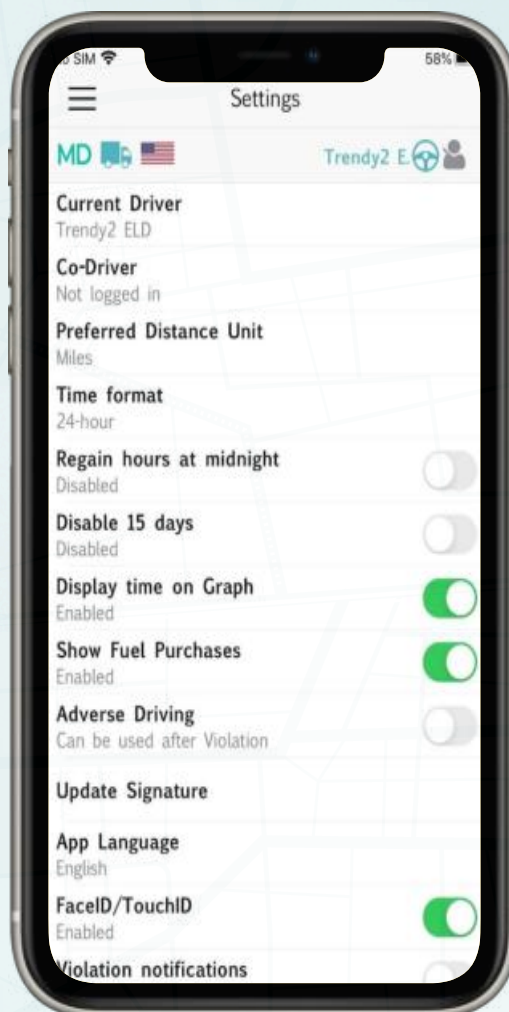 SIM
58%
Settings
MD
Trendy2 E.
Current Driver
Trendy2 ELD
Co-Driver
Not logged in
Preferred Distance Unit
Miles
Time format
24-hour
Regain hours at midnight
Disabled
Disable 15 days
Disabled
Display time on Graph
Enabled
Show Fuel Purchases
Enabled
Adverse Driving
Can be used after Violation
Update Signature
App Language
English
FaceID/TouchID
Enabled
Violation notifications